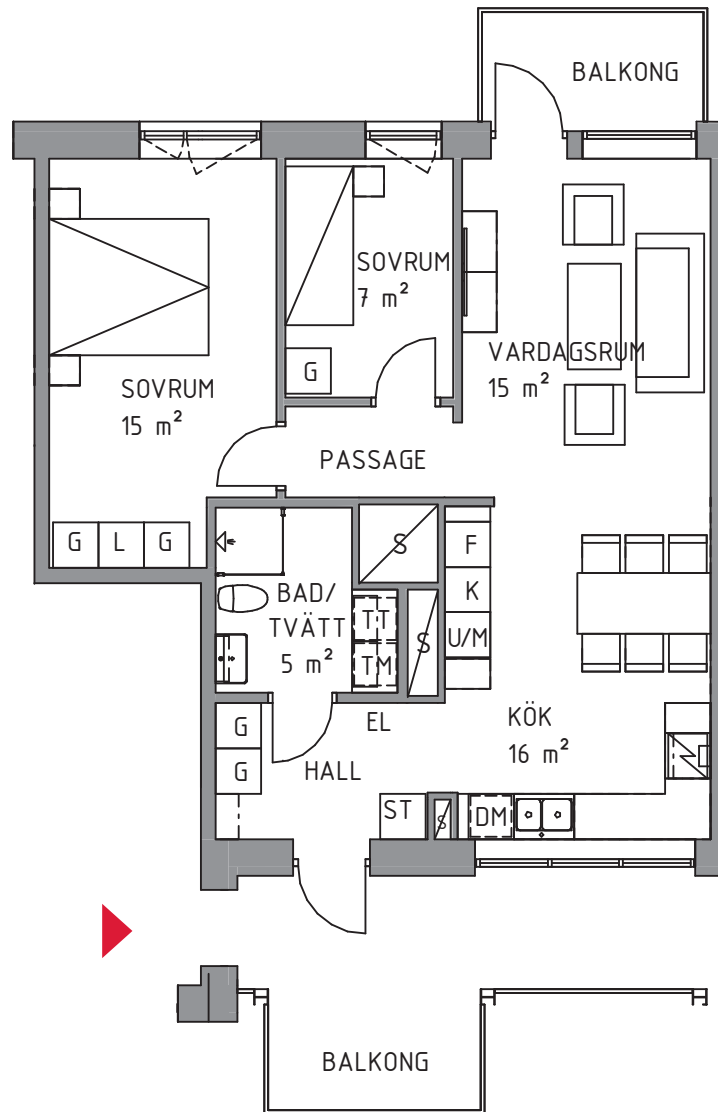 BALKONG
SOVRUM
7 m²
G
VARDAGSRUM
15 m²
SOVRUM
15 m²
PASSAGE
G L G
S
F
K
U/M
BAD/
TVÄTT
5 m²
TT
TM
S
G
G
EL
HALL
KÖK
16 m²
ST
S
DM
BALKONG